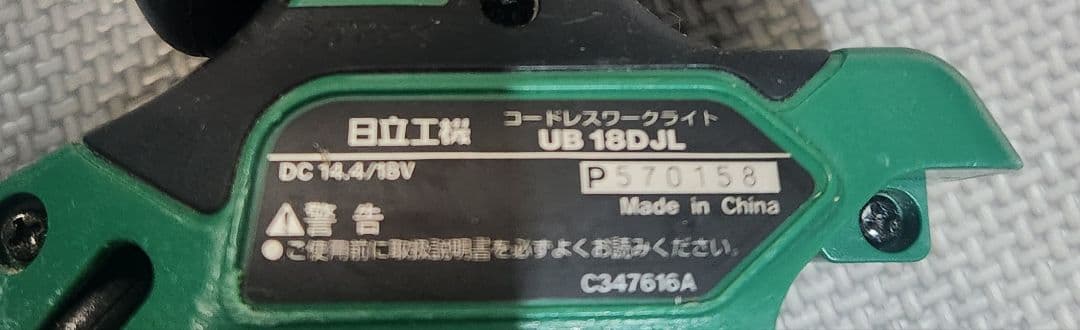 日立工機 コードレスワークライト
UB 18DJL
DC 14.4/18V
P570158
Made in China
⚠警告
●ご使用前に取扱説明書を必ずよくお読みください。
C347616A